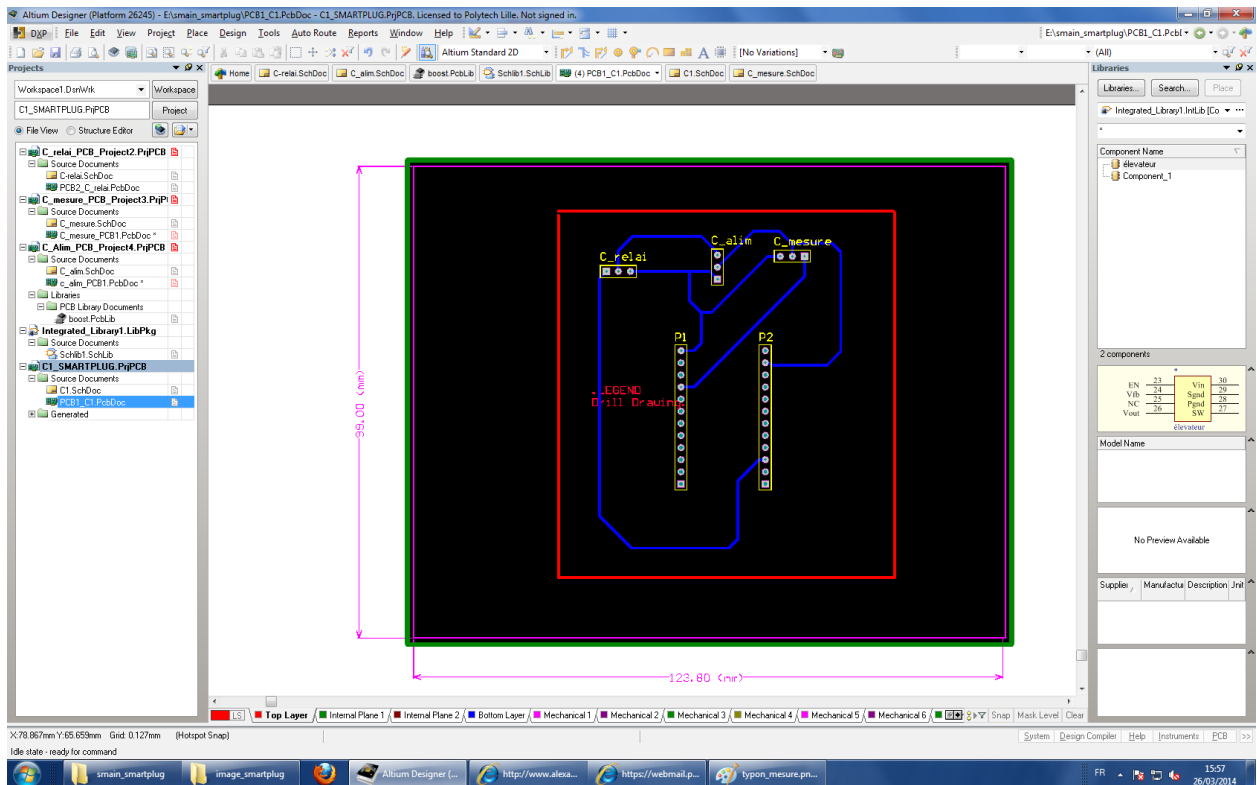 Altium Designer (Platform 26245) - E:\smain_smartplug\PCB1_C1.PcbDoc - C1_SMARTPLUG.PrjPCB. Licensed to Polytech Lille. Not signed in.
DXP File Edit View Project Place Design Tools Auto Route Reports Window Help E:\smain_smartplug\PCB1_C1.Pcbl
Altium Standard 2D [No Variations] (All)
Projects
Home C-relai.SchDoc C_alim.SchDoc boost.PcbLib Schlib1.SchLib (4) PCB1_C1.PcbDoc C1.SchDoc C_mesure.SchDoc
Libraries
Workspace1.DsnWrk Workspace
C1_SMARTPLUG.PrjPCB Project
File View Structure Editor
C_relai_PCB_Project2.PrjPCB
Source Documents
C-relai.SchDoc
PCB2_C_relai.PcbDoc
C_mesure_PCB_Project3.PrjP
Source Documents
C_mesure.SchDoc
C_mesure_PCB1.PcbDoc *
C_Alim_PCB_Project4.PrjPCB
Source Documents
C_alim.SchDoc
c_alim_PCB1.PcbDoc *
Libraries
PCB Library Documents
boost.PcbLib
Integrated_Library1.LibPkg
Source Documents
Schlib1.SchLib
C1_SMARTPLUG.PrjPCB
Source Documents
C1.SchDoc
PCB1_C1.PcbDoc
Generated
C_relai
C_alim
C_mesure
P1
P2
.LEGEND
Drill Drawing
99.00 (mm)
123.80 (mm)
Libraries... Search... Place
Integrated_Library1.IntLib [Co
*
Component Name
élevateur
Component_1
2 components
*
EN 23 Vin 30
Vfb 24 Sgnd 29
NC 25 Pgnd 28
Vout 26 SW 27
élevateur
Model Name
No Preview Available
Supplier Manufactu Description Unit
LS Top Layer Internal Plane 1 Internal Plane 2 Bottom Layer Mechanical 1 Mechanical 2 Mechanical 3 Mechanical 4 Mechanical 5 Mechanical 6 Snap Mask Level Clear
X:78.867mm Y:65.659mm Grid: 0.127mm (Hotspot Snap)
System Design Compiler Help Instruments PCB >>
Idle state - ready for command
smain_smartplug image_smartplug Altium Designer (... http://www.alexa... https://webmail.p... typon_mesure.pn...
FR 15:57
26/03/2014